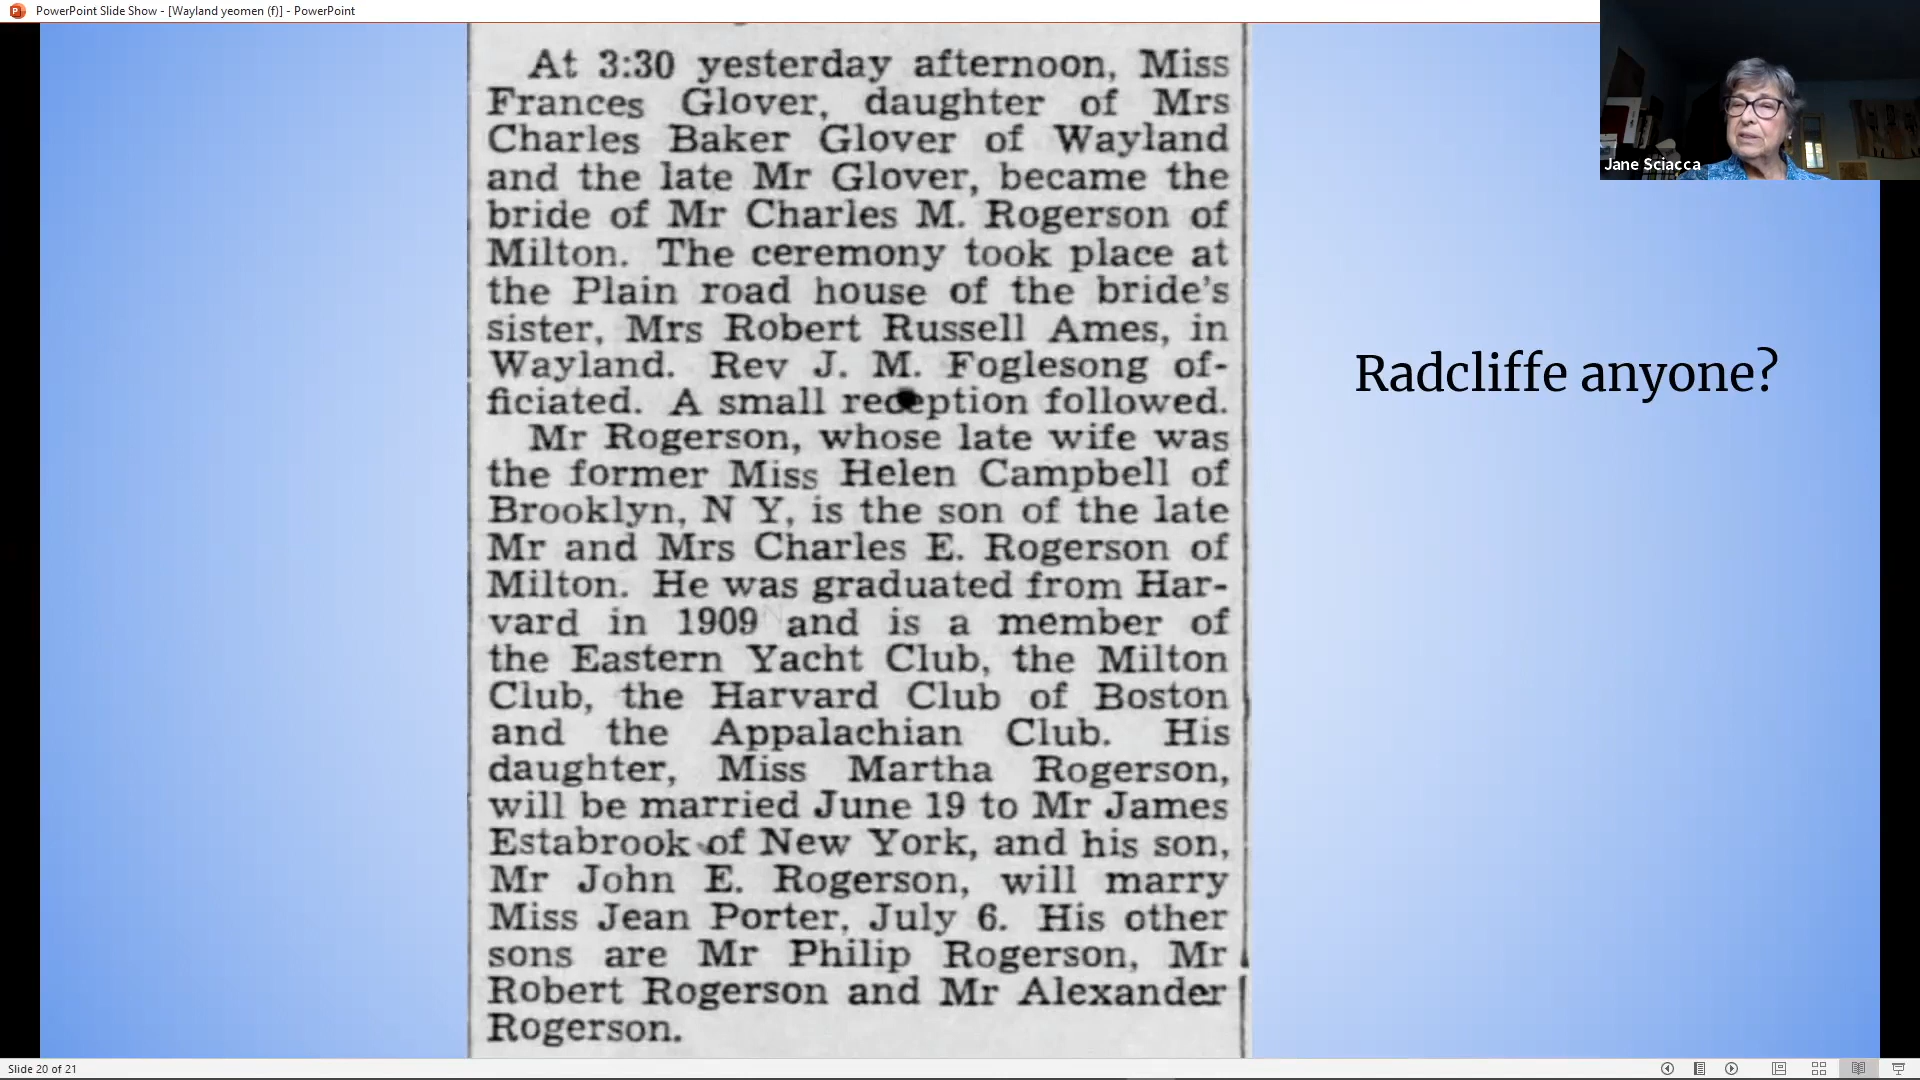 PowerPoint Slide Show - [Wayland yeomen (f)] - PowerPoint
At 3:30 yesterday afternoon, Miss
Frances Glover, daughter of Mrs
Charles Baker Glover of Wayland
and the late Mr Glover, became the
bride of Mr Charles M. Rogerson of
Milton. The ceremony took place at
the Plain road house of the bride's
sister, Mrs Robert Russell Ames, in
Wayland. Rev J. M. Foglesong of-
ficiated. A small reception followed.
Mr Rogerson, whose late wife was
the former Miss Helen Campbell of
Brooklyn, N Y, is the son of the late
Mr and Mrs Charles E. Rogerson of
Milton. He was graduated from Har-
vard in 1909 and is a member of
the Eastern Yacht Club, the Milton
Club, the Harvard Club of Boston
and the Appalachian Club. His
daughter, Miss Martha Rogerson,
will be married June 19 to Mr James
Estabrook of New York, and his son,
Mr John E. Rogerson, will marry
Miss Jean Porter, July 6. His other
sons are Mr Philip Rogerson, Mr
Robert Rogerson and Mr Alexander
Rogerson.
Radcliffe anyone?
Jane Sciacca
Slide 20 of 21